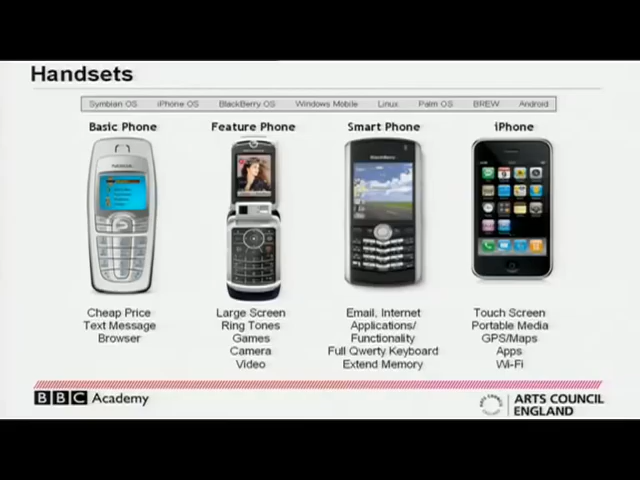 Handsets
Symbian OS iPhone OS BlackBerry OS Windows Mobile Linux Palm OS BREW Android
Basic Phone Feature Phone Smart Phone iPhone
NOKIA
BlackBerry
Cheap Price
Text Message
Browser
Large Screen
Ring Tones
Games
Camera
Video
Email, Internet
Applications/
Functionality
Full Qwerty Keyboard
Extend Memory
Touch Screen
Portable Media
GPS/Maps
Apps
Wi-Fi
BBC Academy
ARTS COUNCIL
ENGLAND